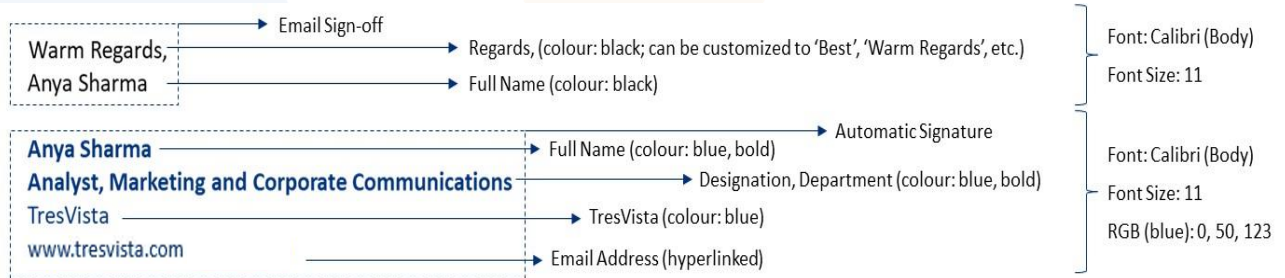 Email Sign-off
Warm Regards,
Regards, (colour: black; can be customized to ‘Best’, ‘Warm Regards’, etc.)
Anya Sharma
Full Name (colour: black)
Font: Calibri (Body)
Font Size: 11
Automatic Signature
Anya Sharma
Full Name (colour: blue, bold)
Analyst, Marketing and Corporate Communications
Designation, Department (colour: blue, bold)
TresVista
TresVista (colour: blue)
www.tresvista.com
Email Address (hyperlinked)
Font: Calibri (Body)
Font Size: 11
RGB (blue): 0, 50, 123